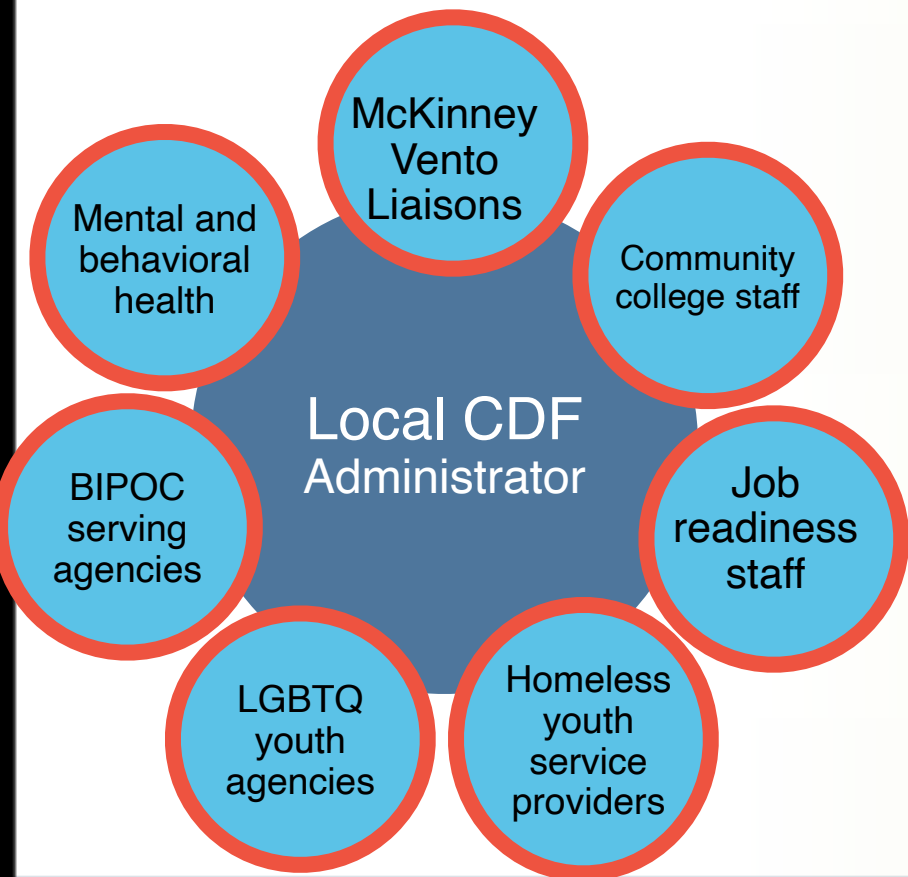 McKinney
Vento
Liaisons
Community
college staff
Job
readiness
staff
Homeless
youth
service
providers
LGBTQ
youth
agencies
BIPOC
serving
agencies
Mental and
behavioral
health
Local CDF
Administrator